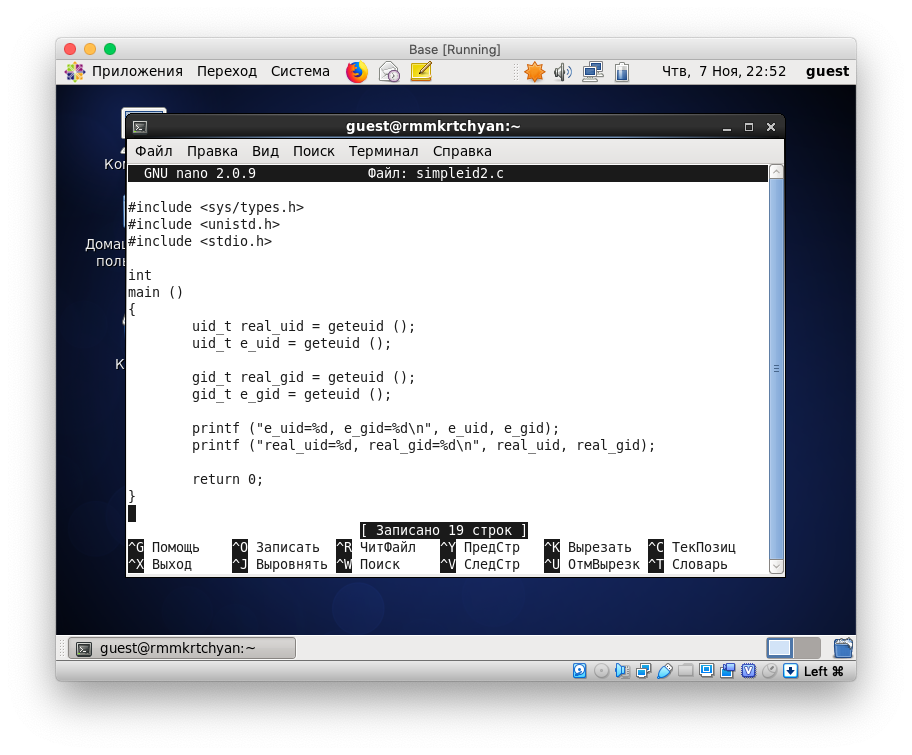 Base [Running]
Приложения Переход Система Чтв, 7 Ноя, 22:52 guest
guest@rmmkrtchyan:~
Файл Правка Вид Поиск Терминал Справка
GNU nano 2.0.9 Файл: simpleid2.c
#include <sys/types.h>
#include <unistd.h>
#include <stdio.h>
int
main ()
{
uid_t real_uid = geteuid ();
uid_t e_uid = geteuid ();
gid_t real_gid = geteuid ();
gid_t e_gid = geteuid ();
printf ("e_uid=%d, e_gid=%d\n", e_uid, e_gid);
printf ("real_uid=%d, real_gid=%d\n", real_uid, real_gid);
return 0;
}
[ Записано 19 строк ]
^G Помощь ^O Записать ^R ЧитФайл ^Y ПредСтр ^K Вырезать ^C ТекПозиц
^X Выход ^J Выровнять ^W Поиск ^V СледСтр ^U ОтмВырезк ^T Словарь
guest@rmmkrtchyan:~
Left ⌘